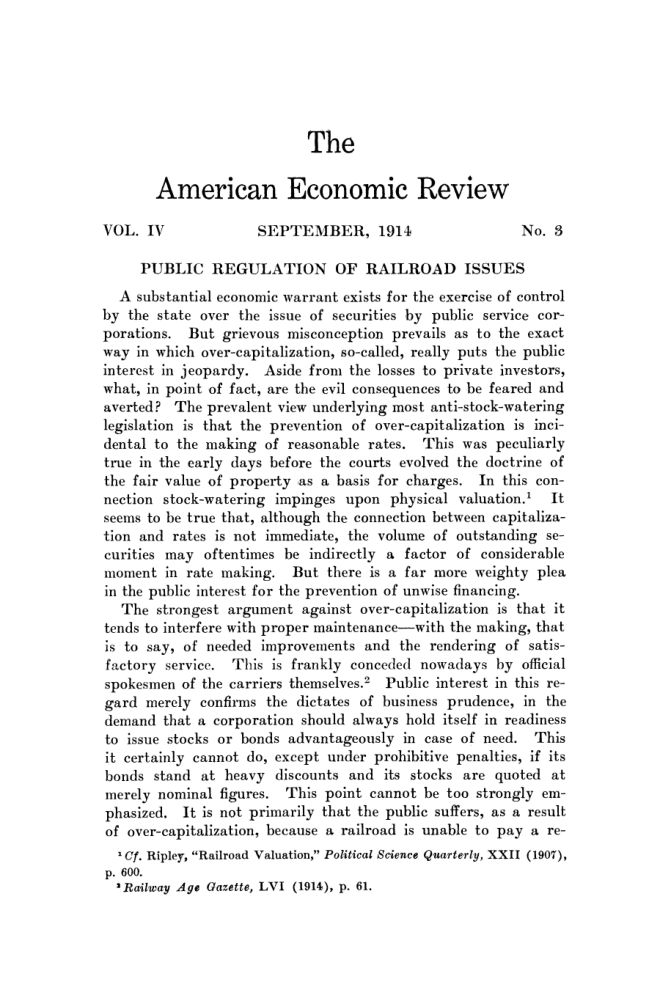 The
American Economic Review
VOL. IV SEPTEMBER, 1914 No. 3
PUBLIC REGULATION OF RAILROAD ISSUES
A substantial economic warrant exists for the exercise of control
by the state over the issue of securities by public service cor-
porations. But grievous misconception prevails as to the exact
way in which over-capitalization, so-called, really puts the public
interest in jeopardy. Aside from the losses to private investors,
what, in point of fact, are the evil consequences to be feared and
averted? The prevalent view underlying most anti-stock-watering
legislation is that the prevention of over-capitalization is inci-
dental to the making of reasonable rates. This was peculiarly
true in the early days before the courts evolved the doctrine of
the fair value of property as a basis for charges. In this con-
nection stock-watering impinges upon physical valuation.¹ It
seems to be true that, although the connection between capitaliza-
tion and rates is not immediate, the volume of outstanding se-
curities may oftentimes be indirectly a factor of considerable
moment in rate making. But there is a far more weighty plea
in the public interest for the prevention of unwise financing.
The strongest argument against over-capitalization is that it
tends to interfere with proper maintenance—with the making, that
is to say, of needed improvements and the rendering of satis-
factory service. This is frankly conceded nowadays by official
spokesmen of the carriers themselves.² Public interest in this re-
gard merely confirms the dictates of business prudence, in the
demand that a corporation should always hold itself in readiness
to issue stocks or bonds advantageously in case of need. This
it certainly cannot do, except under prohibitive penalties, if its
bonds stand at heavy discounts and its stocks are quoted at
merely nominal figures. This point cannot be too strongly em-
phasized. It is not primarily that the public suffers, as a result
of over-capitalization, because a railroad is unable to pay a re-
¹ Cf. Ripley, "Railroad Valuation," Political Science Quarterly, XXII (1907),
p. 600.
² Railway Age Gazette, LVI (1914), p. 61.